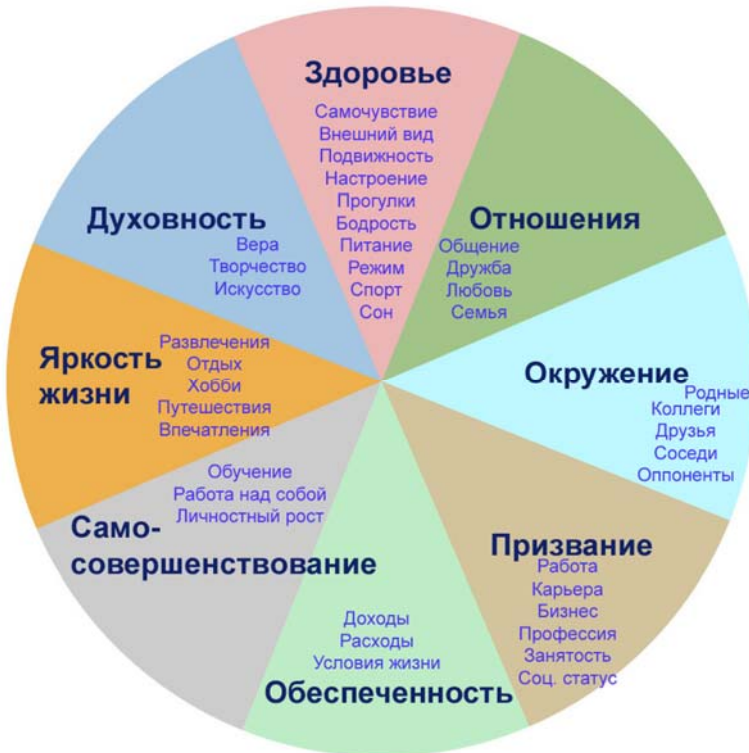 Здоровье
Самочувствие
Внешний вид
Подвижность
Настроение
Прогулки
Бодрость
Питание
Режим
Спорт
Сон
Отношения
Общение
Дружба
Любовь
Семья
Окружение
Родные
Коллеги
Друзья
Соседи
Оппоненты
Призвание
Работа
Карьера
Бизнес
Профессия
Занятость
Соц. статус
Доходы
Расходы
Условия жизни
Обеспеченность
Обучение
Работа над собой
Личностный рост
Само-
совершенствование
Яркость
жизни
Развлечения
Отдых
Хобби
Путешествия
Впечатления
Духовность
Вера
Творчество
Искусство